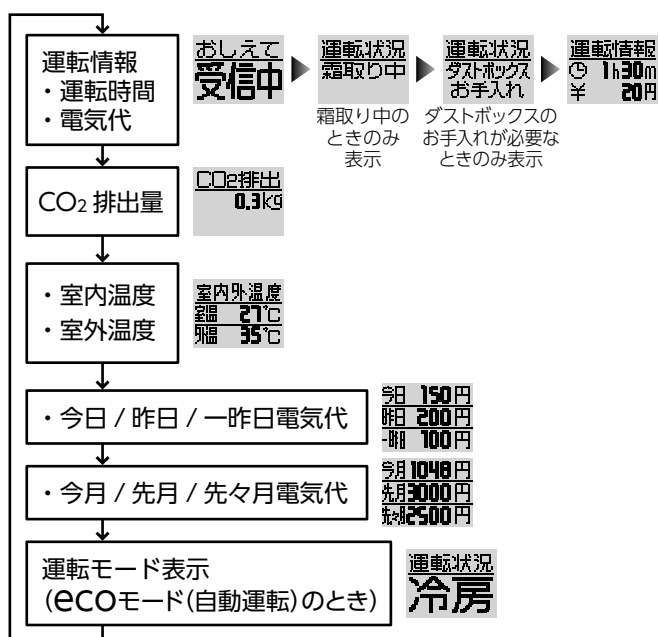 運転情報
・運転時間
・電気代
おしえて
受信中
運転状況
霜取り中
運転状況
ダストボックス
お手入れ
運転情報
1h30m
¥ 20円
霜取り中の
ときのみ
表示
ダストボックスの
お手入れが必要な
ときのみ表示
CO2 排出量
CO2排出
0.3kg
・室内温度
・室外温度
室内外温度
室温 27℃
外温 35℃
・今日 / 昨日 / 一昨日電気代
今日 150円
昨日 200円
一昨日 100円
・今月 / 先月 / 先々月電気代
今月1048円
先月3000円
先々月2500円
運転モード表示
(ecoモード(自動運転)のとき)
運転状況
冷房